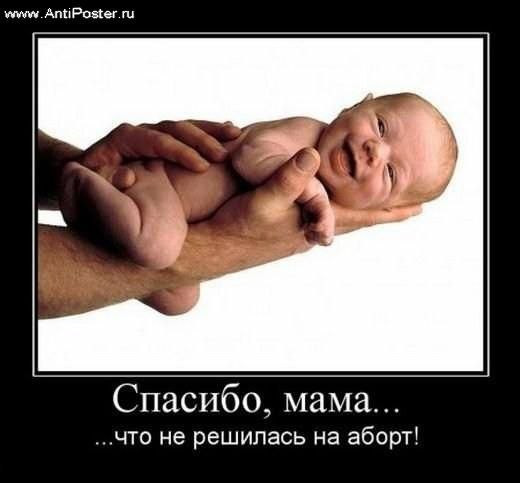 www.AntiPoster.ru
Спасибо, мама...
...что не решилась на аборт!